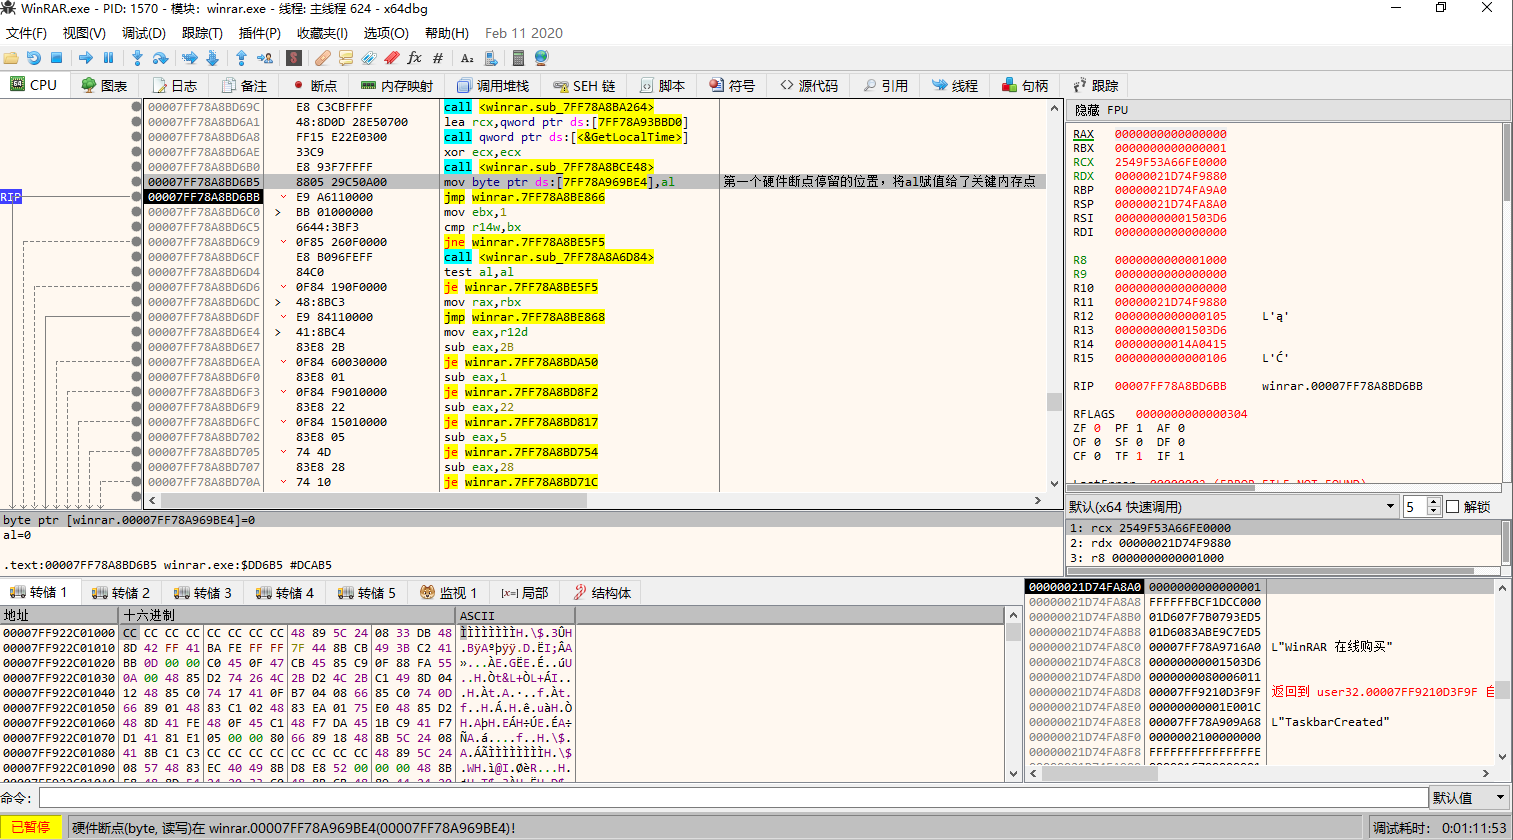 WinRAR.exe - PID: 1570 - 模块: winrar.exe - 线程: 主线程 624 - x64dbg
文件(F) 视图(V) 调试(D) 跟踪(T) 插件(P) 收藏夹(I) 选项(O) 帮助(H) Feb 11 2020
CPU 图表 日志 备注 断点 内存映射 调用堆栈 SEH 链 脚本 符号 源代码 引用 线程 句柄 跟踪
00007FF78A8BD69C E8 C3CBFFFF call <winrar.sub_7FF78A8BA264>
00007FF78A8BD6A1 48:8D0D 28E50700 lea rcx,qword ptr ds:[7FF78A93BBD0]
00007FF78A8BD6A8 FF15 E22E0300 call qword ptr ds:[<&GetLocalTime>]
00007FF78A8BD6AE 33C9 xor ecx,ecx
00007FF78A8BD6B0 E8 93F7FFFF call <winrar.sub_7FF78A8BCE48>
00007FF78A8BD6B5 8805 29C50A00 mov byte ptr ds:[7FF78A969BE4],al 第一个硬件断点停留的位置，将al赋值给了关键内存点
RIP 00007FF78A8BD6BB E9 A6110000 jmp winrar.7FF78A8BE866
00007FF78A8BD6C0 BB 01000000 mov ebx,1
00007FF78A8BD6C5 6644:3BF3 cmp r14w,bx
00007FF78A8BD6C9 0F85 260F0000 jne winrar.7FF78A8BE5F5
00007FF78A8BD6CF E8 B096FEFF call <winrar.sub_7FF78A8A6D84>
00007FF78A8BD6D4 84C0 test al,al
00007FF78A8BD6D6 0F84 190F0000 je winrar.7FF78A8BE5F5
00007FF78A8BD6DC 48:8BC3 mov rax,rbx
00007FF78A8BD6DF E9 84110000 jmp winrar.7FF78A8BE868
00007FF78A8BD6E4 41:8BC4 mov eax,r12d
00007FF78A8BD6E7 83E8 2B sub eax,2B
00007FF78A8BD6EA 0F84 60030000 je winrar.7FF78A8BDA50
00007FF78A8BD6F0 83E8 01 sub eax,1
00007FF78A8BD6F3 0F84 F9010000 je winrar.7FF78A8BD8F2
00007FF78A8BD6F9 83E8 22 sub eax,22
00007FF78A8BD6FC 0F84 15010000 je winrar.7FF78A8BD817
00007FF78A8BD702 83E8 05 sub eax,5
00007FF78A8BD705 74 4D je winrar.7FF78A8BD754
00007FF78A8BD707 83E8 28 sub eax,28
00007FF78A8BD70A 74 10 je winrar.7FF78A8BD71C
隐藏 FPU
RAX 0000000000000000
RBX 0000000000000001
RCX 2549F53A66FE0000
RDX 00000021D74F9880
RBP 00000021D74FA9A0
RSP 00000021D74FA8A0
RSI 00000000001503D6
RDI 0000000000000000
R8 0000000000001000
R9 0000000000000000
R10 0000000000000000
R11 00000021D74F9880
R12 0000000000000105 L'ą'
R13 00000000001503D6
R14 00000000014A0415
R15 0000000000000106 L'Ć'
RIP 00007FF78A8BD6BB winrar.00007FF78A8BD6BB
RFLAGS 0000000000000304
ZF 0 PF 1 AF 0
OF 0 SF 0 DF 0
CF 0 TF 1 IF 1
LastError 00000002 (ERROR_FILE_NOT_FOUND)
默认(x64 快速调用) 5 解锁
1: rcx 2549F53A66FE0000
2: rdx 00000021D74F9880
3: r8 0000000000001000
byte ptr [winrar.00007FF78A969BE4]=0
al=0
.text:00007FF78A8BD6B5 winrar.exe:$DD6B5 #DCAB5
转储 1 转储 2 转储 3 转储 4 转储 5 监视 1 [x=] 局部 结构体
地址 十六进制 ASCII
00007FF922C01000 CC CC CC CC CC CC CC CC 48 89 5C 24 08 33 DB 48 ÌÌÌÌÌÌÌÌH.\$.3ÛH
00007FF922C01010 8D 42 FF 41 BA FE FF FF 7F 44 8B CB 49 3B C2 41 .BÿAºþÿÿ.D.ËI;ÂA
00007FF922C01020 BB 0D 00 00 C0 45 0F 47 CB 45 85 C9 0F 88 FA 55 »...ÀE.GËE.É..úU
00007FF922C01030 0A 00 48 85 D2 74 26 4C 2B D2 4C 2B C1 49 8D 04 ..H.Òt&L+ÒL+ÁI..
00007FF922C01040 12 48 85 C0 74 17 41 0F B7 04 08 66 85 C0 74 0D .H.Àt.A.·..f.Àt.
00007FF922C01050 66 89 01 48 83 C1 02 48 83 EA 01 75 E0 48 85 D2 f..H.Á.H.ê.uàH.Ò
00007FF922C01060 48 8D 41 FE 48 0F 45 C1 48 F7 DA 45 1B C9 41 F7 H.AþH.EÁH÷ÚE.ÉA÷
00007FF922C01070 D1 41 81 E1 05 00 00 80 66 89 18 48 8B 5C 24 08 ÑA.á....f..H.\$.
00007FF922C01080 41 8B C1 C3 CC CC CC CC CC CC CC CC 48 89 5C 24 A.ÁÃÌÌÌÌÌÌÌÌH.\$
00007FF922C01090 08 57 48 83 EC 40 49 8B D8 E8 52 00 00 00 48 8B .WH.ì@I.ØèR...H.
00000021D74FA8A0 0000000000000001
00000021D74FA8A8 FFFFFFBCF1DCC000
00000021D74FA8B0 01D607F7B0793ED5
00000021D74FA8B8 01D6083ABE9C7ED5
00000021D74FA8C0 00007FF78A9716A0 L"WinRAR 在线购买"
00000021D74FA8C8 00000000001503D6
00000021D74FA8D0 0000000080006011
00000021D74FA8D8 00007FF9210D3F9F 返回到 user32.00007FF9210D3F9F 自
00000021D74FA8E0 00000000001E001C
00000021D74FA8E8 00007FF78A909A68 L"TaskbarCreated"
00000021D74FA8F0 0000002100000000
00000021D74FA8F8 FFFFFFFFFFFFFFFE
命令: 默认值
已暂停 硬件断点(byte, 读写)在 winrar.00007FF78A969BE4(00007FF78A969BE4)! 调试耗时: 0:01:11:53